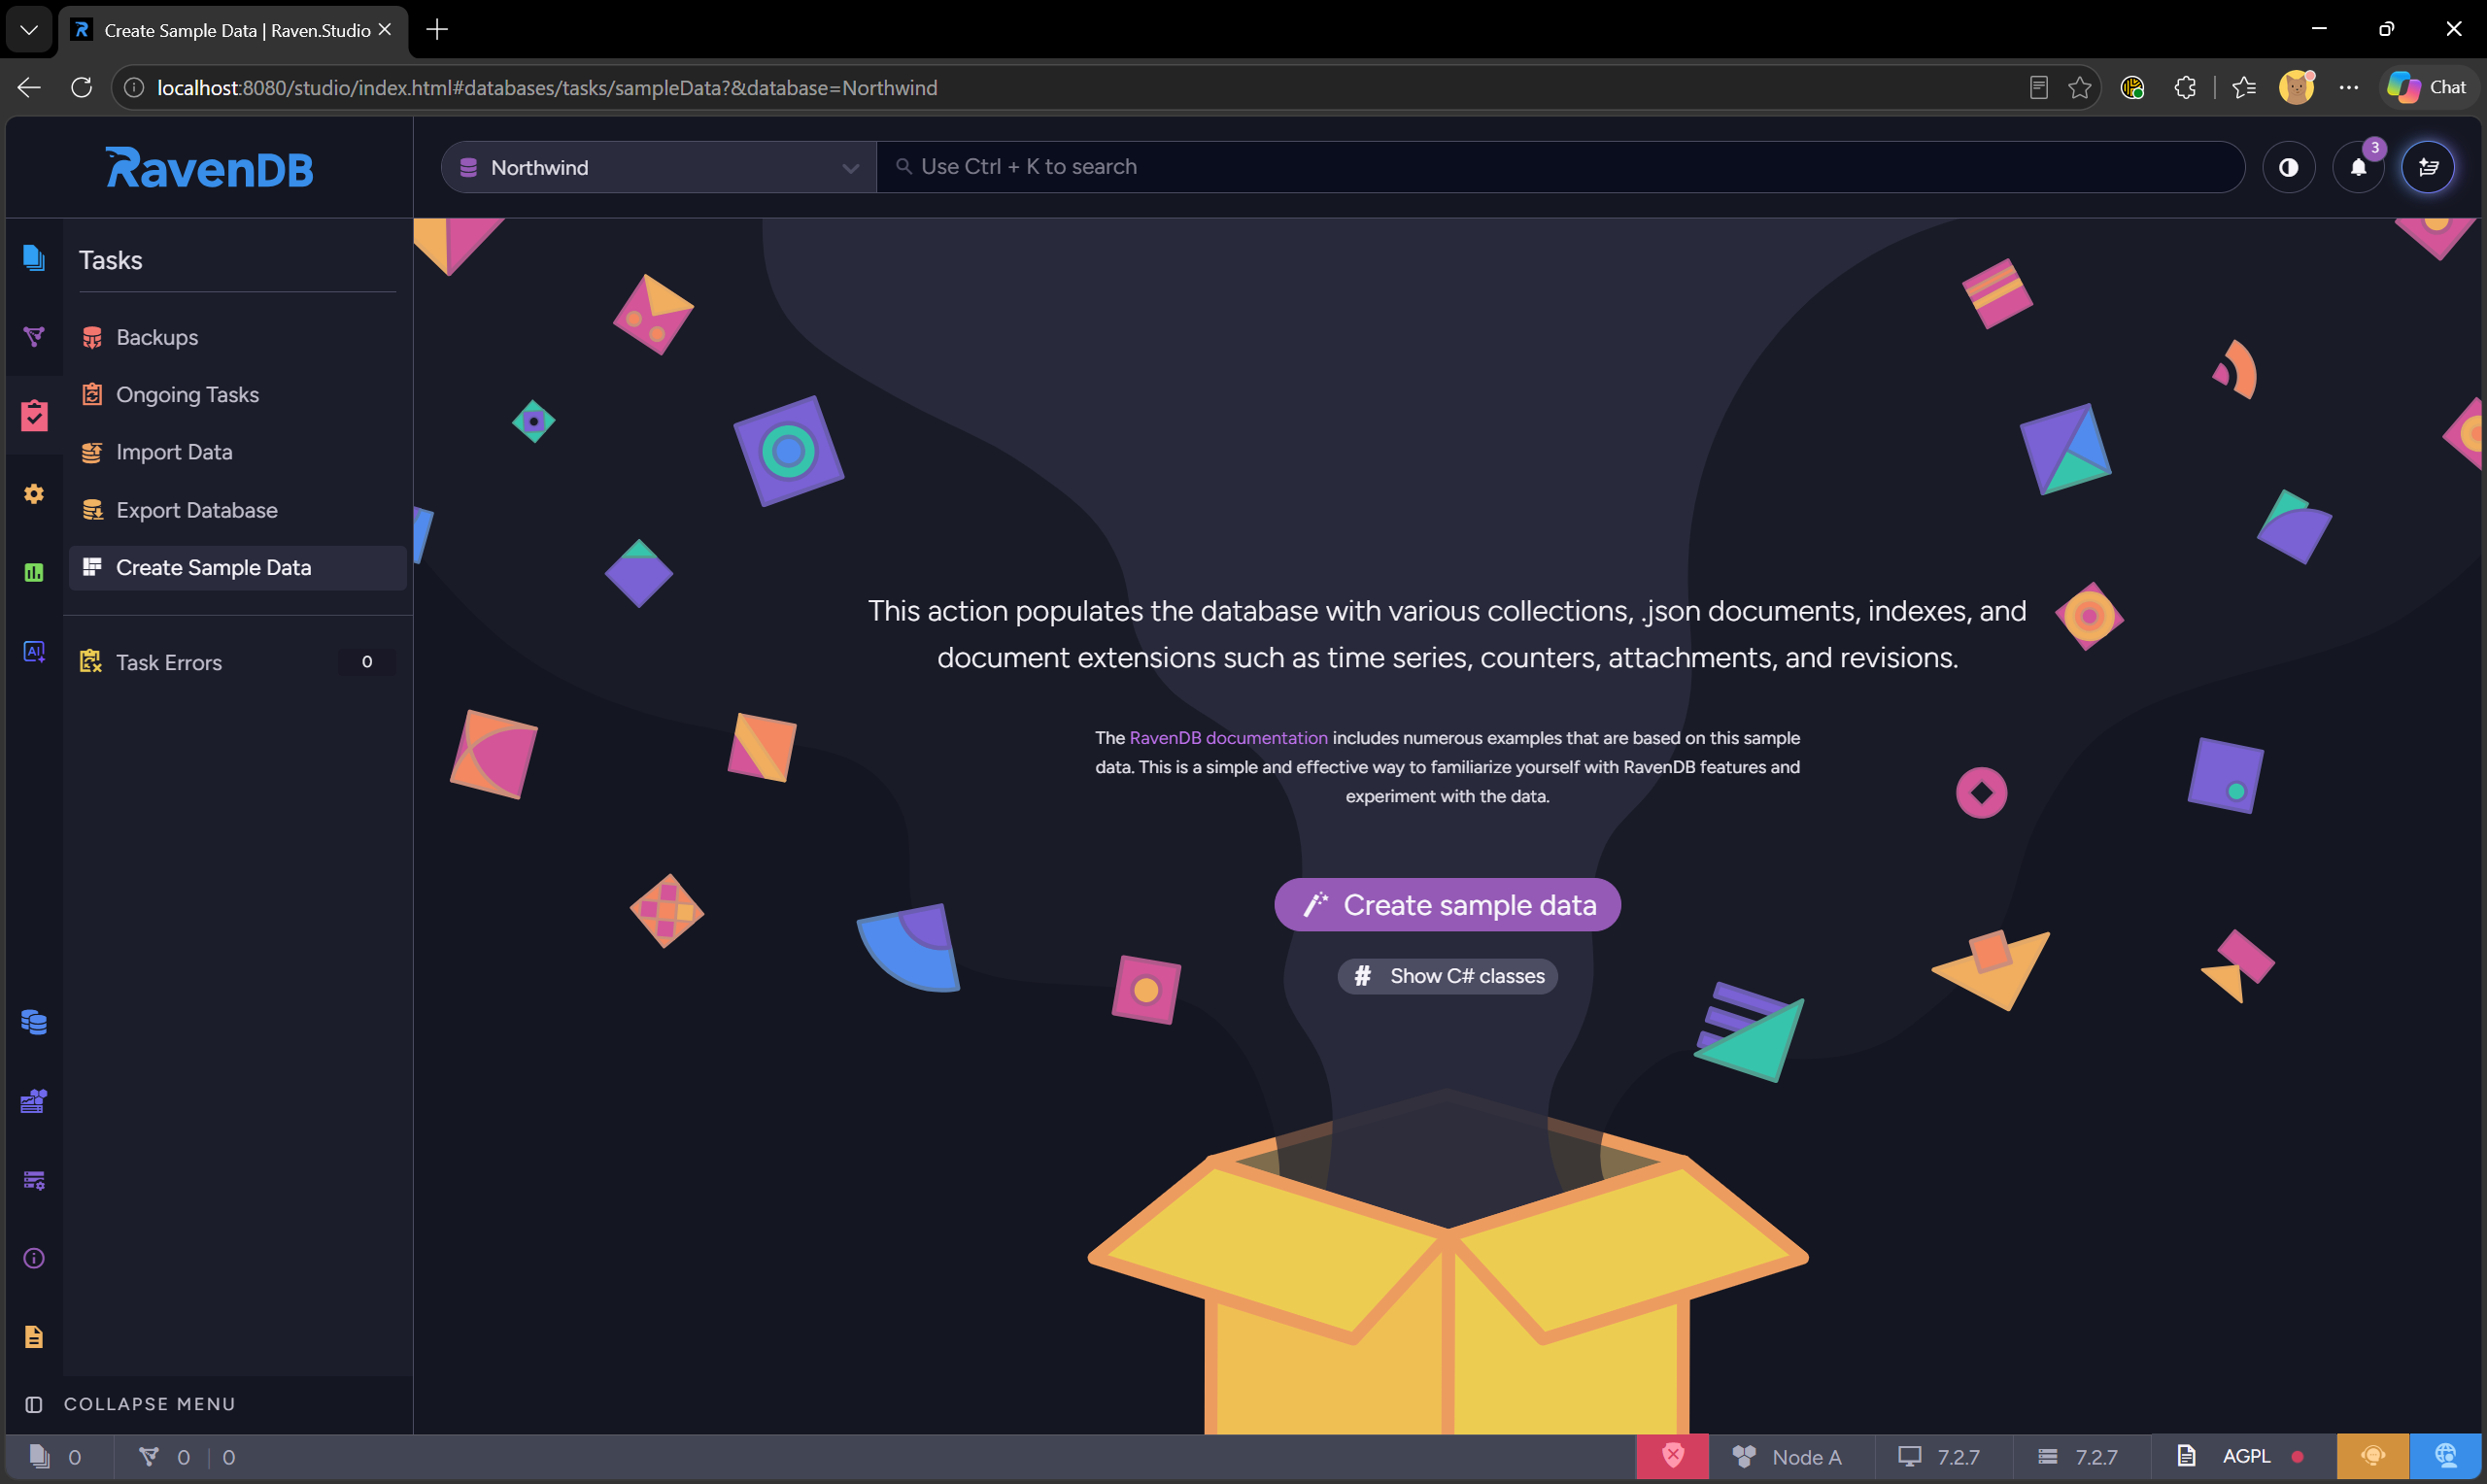 Create Sample Data | Raven.Studio
localhost:8080/studio/index.html#databases/tasks/sampleData?&database=Northwind
Chat
RavenDB
Northwind
Use Ctrl + K to search
3
Tasks
Backups
Ongoing Tasks
Import Data
Export Database
Create Sample Data
Task Errors 0
AI
This action populates the database with various collections, .json documents, indexes, and
document extensions such as time series, counters, attachments, and revisions.
The RavenDB documentation includes numerous examples that are based on this sample
data. This is a simple and effective way to familiarize yourself with RavenDB features and
experiment with the data.
Create sample data
# Show C# classes
COLLAPSE MENU
0 0 | 0 Node A 7.2.7 7.2.7 AGPL